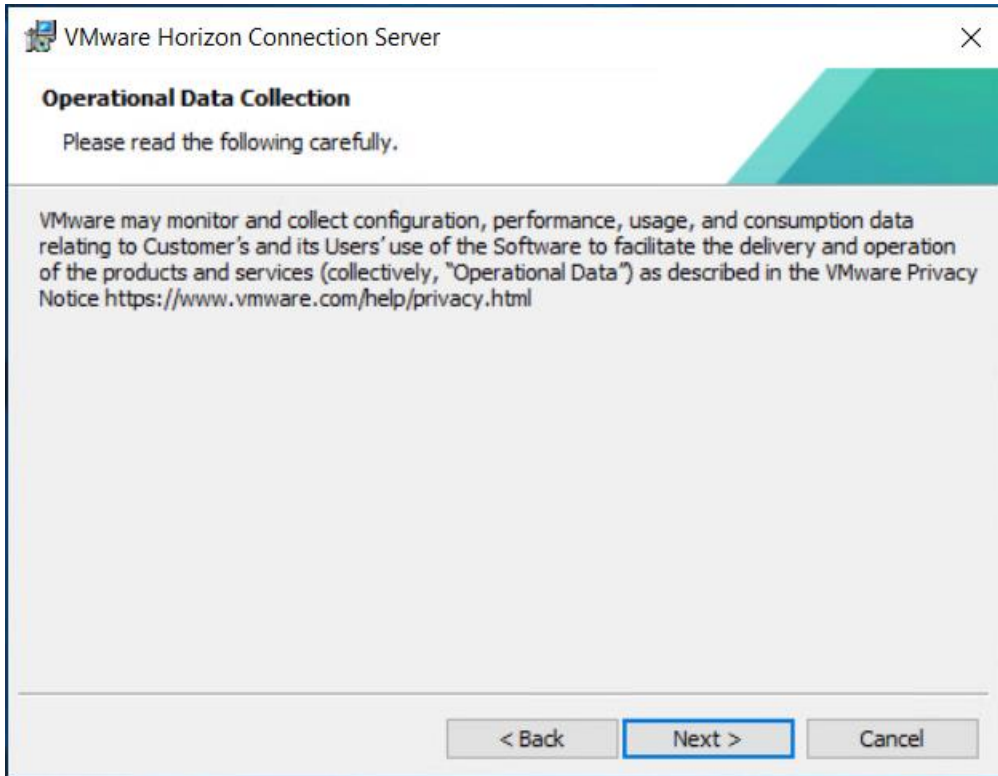 VMware Horizon Connection Server
Operational Data Collection
Please read the following carefully.
VMware may monitor and collect configuration, performance, usage, and consumption data
relating to Customer's and its Users' use of the Software to facilitate the delivery and operation
of the products and services (collectively, “Operational Data”) as described in the VMware Privacy
Notice https://www.vmware.com/help/privacy.html
< Back
Next >
Cancel